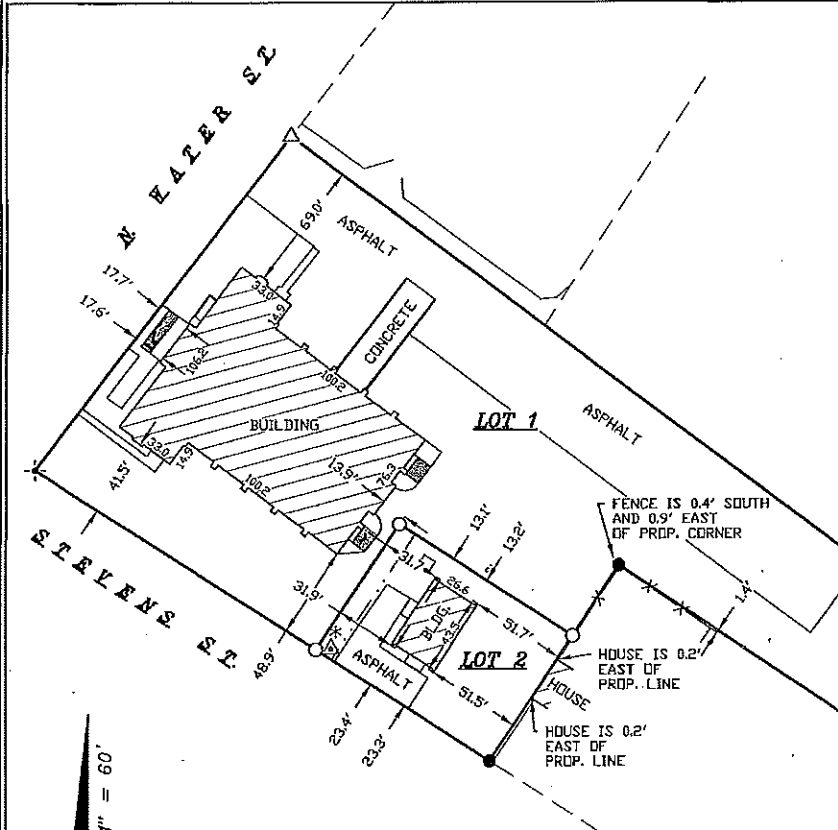 N. WATER ST.
69.0'
ASPHALT
17.7'
17.6'
33.0'
14.9
106.2
CONCRETE
100.2
BUILDING
LOT 1
ASPHALT
33.0
14.9
41.5'
100.2
13.9'
76.3
FENCE IS 0.4' SOUTH
AND 0.9' EAST
OF PROP. CORNER
STEVENS ST.
13.1'
13.2'
31.7'
26.6
1.4'
31.9'
BLDG.
43.5
51.7'
LOT 2
48.9'
ASPHALT
51.5'
HOUSE
HOUSE IS 0.2'
EAST OF
PROP. LINE
23.4'
23.3'
HOUSE IS 0.2'
EAST OF
PROP. LINE
= 60'